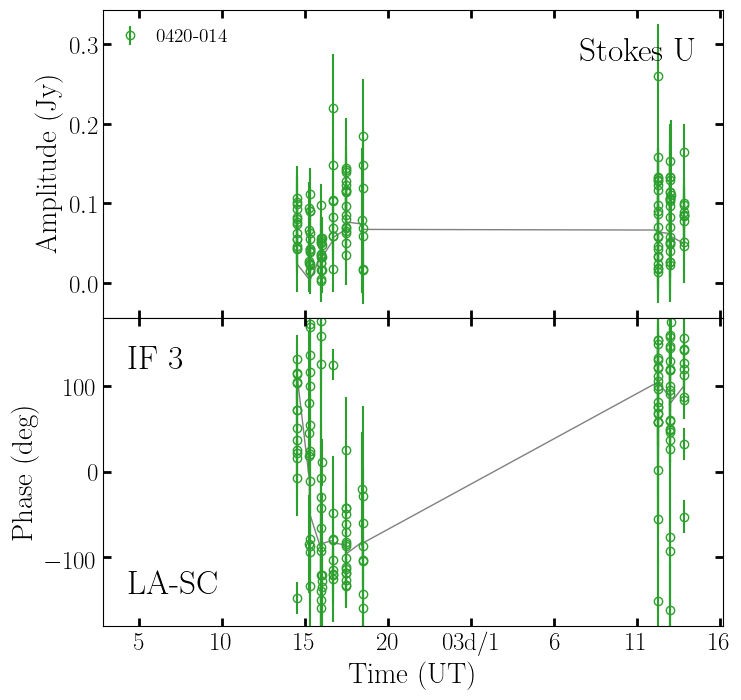 0420-014
Stokes U
Amplitude (Jy)
0.3
0.2
0.1
0.0
IF 3
LA-SC
Phase (deg)
100
0
−100
5 10 15 20 03d/1 6 11 16
Time (UT)